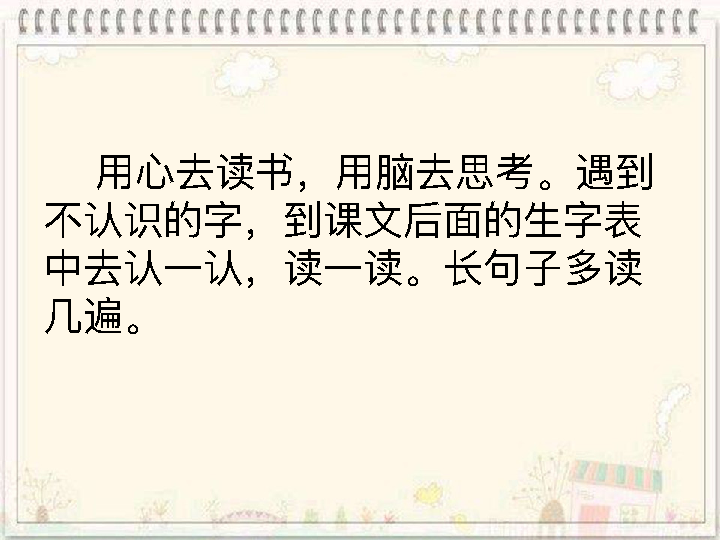 用心去读书，用脑去思考。遇到
不认识的字，到课文后面的生字表
中去认一认，读一读。长句子多读
几遍。